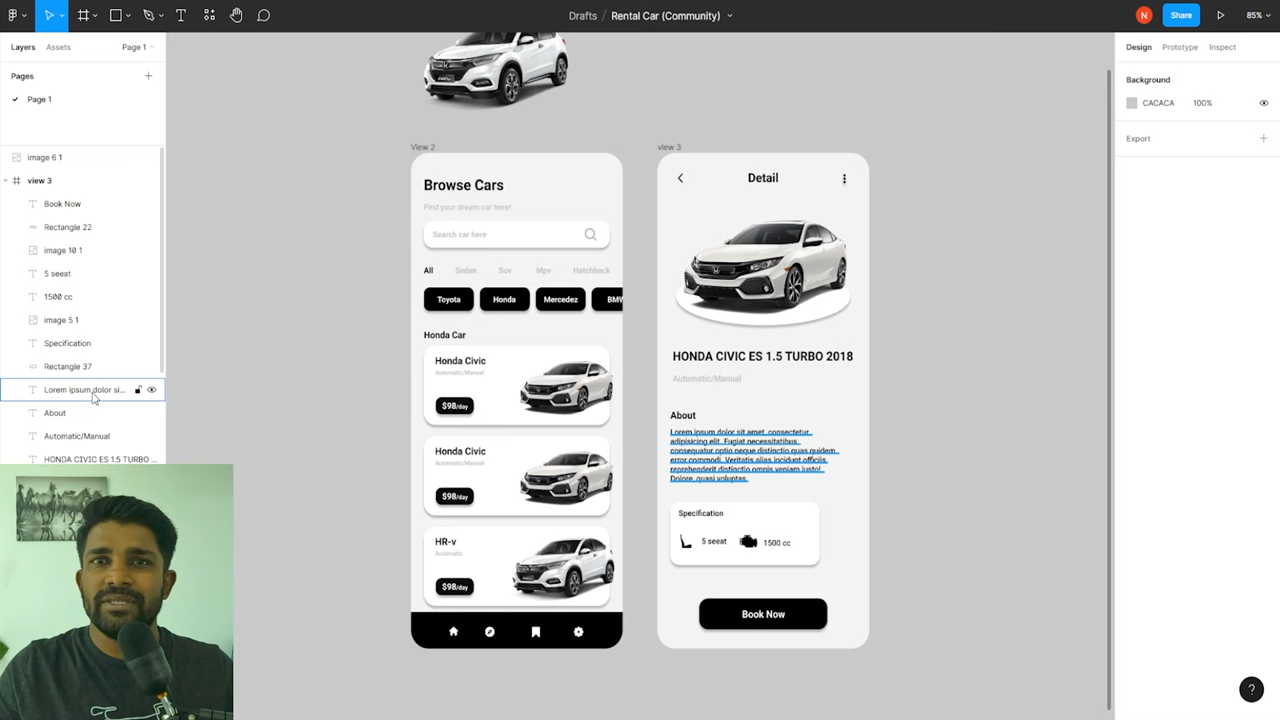 Drafts / Rental Car (Community)
N
Share
85%
Layers
Assets
Page 1
Design
Prototype
Inspect
Pages
Page 1
Background
CACACA
100%
Export
image 6 1
view 3
Book Now
Rectangle 22
image 10 1
5 seeat
1500 cc
image 5 1
Specification
Rectangle 37
Lorem ipsum dolor si...
About
Automatic/Manual
HONDA CIVIC ES 1.5 TURBO ...
View 2
Browse Cars
Find your dream car here!
Search car here
All
Sedan
Suv
Mpv
Hatchback
Toyota
Honda
Mercedez
BMW
Honda Car
Honda Civic
Automatic/Manual
$98/day
Honda Civic
Automatic/Manual
$98/day
HR-v
Automatic
$98/day
view 3
Detail
HONDA CIVIC ES 1.5 TURBO 2018
Automatic/Manual
About
Lorem ipsum dolor sit amet, consectetur
adipisicing elit. Fugiat necessitatibus,
consequatur optio neque distinctio quas quidem
error commodi. Veritatis alias incidunt officiis
reprehenderit distinctio omnis veniam iusto!
Dolore, quasi voluptas.
Specification
5 seeat
1500 cc
Book Now
?